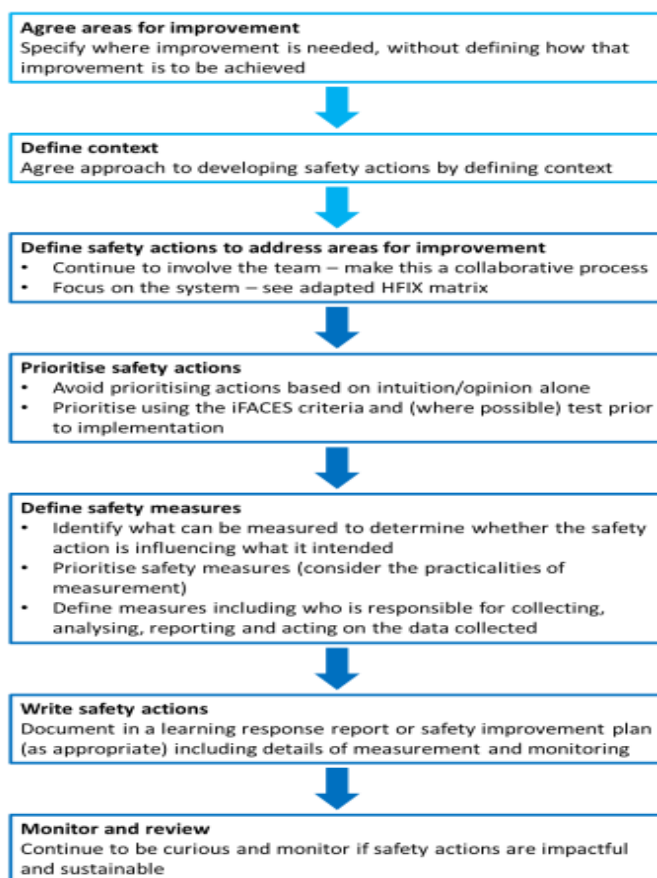 Agree areas for improvement
Specify where improvement is needed, without defining how that
improvement is to be achieved
Define context
Agree approach to developing safety actions by defining context
Define safety actions to address areas for improvement
• Continue to involve the team – make this a collaborative process
• Focus on the system – see adapted HFIX matrix
Prioritise safety actions
• Avoid prioritising actions based on intuition/opinion alone
• Prioritise using the iFACES criteria and (where possible) test prior
to implementation
Define safety measures
• Identify what can be measured to determine whether the safety
action is influencing what it intended
• Prioritise safety measures (consider the practicalities of
measurement)
• Define measures including who is responsible for collecting,
analysing, reporting and acting on the data collected
Write safety actions
Document in a learning response report or safety improvement plan
(as appropriate) including details of measurement and monitoring
Monitor and review
Continue to be curious and monitor if safety actions are impactful
and sustainable